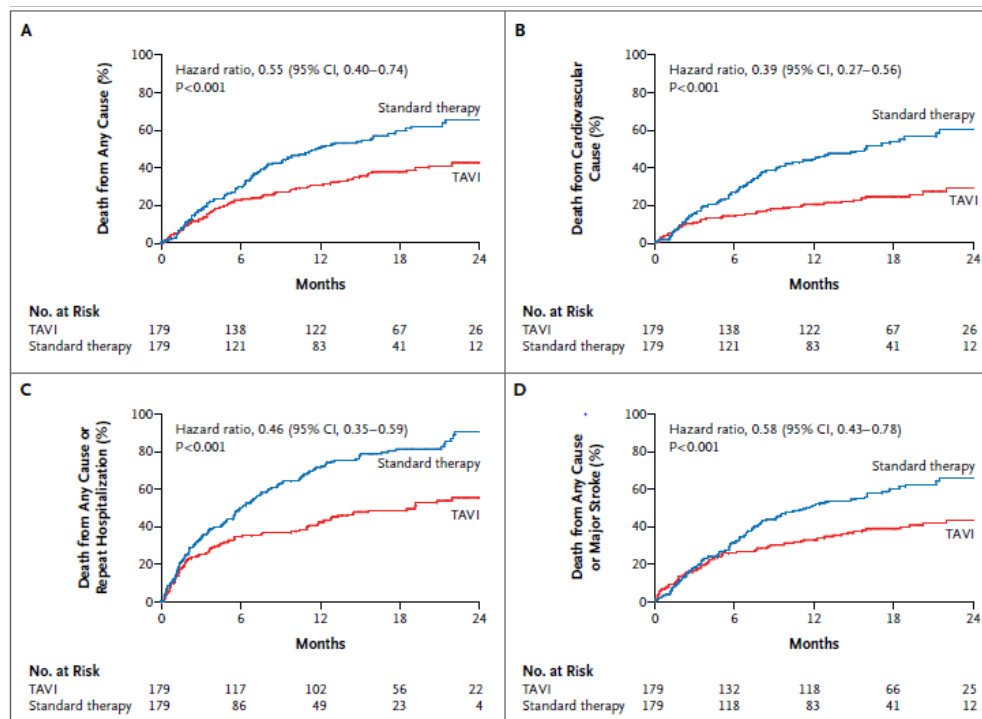 A
Death from Any Cause (%)
100
80
60
40
20
0
Hazard ratio, 0.55 (95% CI, 0.40–0.74)
P<0.001
Standard therapy
TAVI
0 6 12 18 24
Months
No. at Risk
TAVI 179 138 122 67 26
Standard therapy 179 121 83 41 12
B
Death from Cardiovascular
Cause (%)
100
80
60
40
20
0
Hazard ratio, 0.39 (95% CI, 0.27–0.56)
P<0.001
Standard therapy
TAVI
0 6 12 18 24
Months
No. at Risk
TAVI 179 138 122 67 26
Standard therapy 179 121 83 41 12
C
Death from Any Cause or
Repeat Hospitalization (%)
100
80
60
40
20
0
Hazard ratio, 0.46 (95% CI, 0.35–0.59)
P<0.001
Standard therapy
TAVI
0 6 12 18 24
Months
No. at Risk
TAVI 179 117 102 56 22
Standard therapy 179 86 49 23 4
D
Death from Any Cause
or Major Stroke (%)
100
80
60
40
20
0
Hazard ratio, 0.58 (95% CI, 0.43–0.78)
P<0.001
Standard therapy
TAVI
0 6 12 18 24
Months
No. at Risk
TAVI 179 132 118 66 25
Standard therapy 179 118 83 41 12